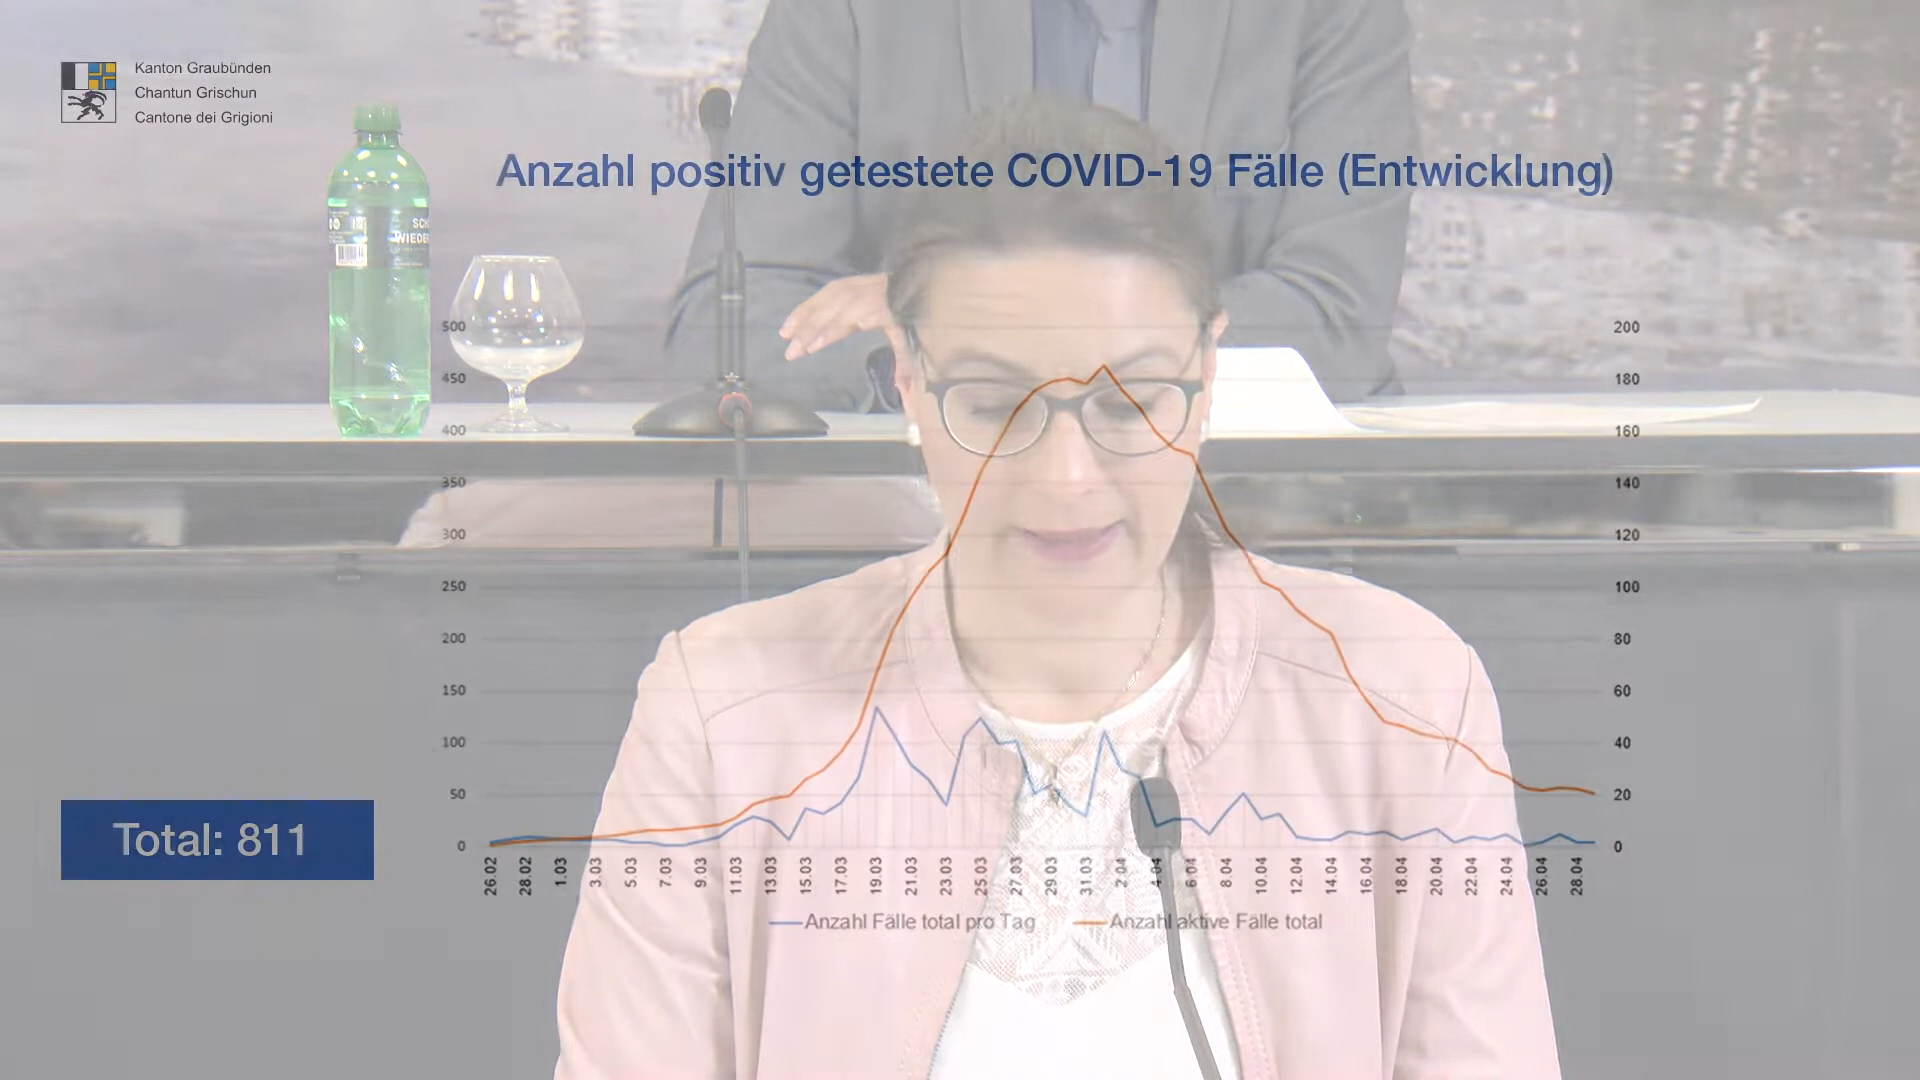 Kanton Graubünden
Chantun Grischun
Cantone dei Grigioni
Anzahl positiv getestete COVID-19 Fälle (Entwicklung)
WIEDER
500 200
450 180
400 160
350 140
300 120
250 100
200 80
150 60
100 40
50 20
0 0
26.02 28.02 1.03 3.03 5.03 7.03 9.03 11.03 13.03 15.03 17.03 19.03 21.03 23.03 25.03 27.03 29.03 31.03 2.04 4.04 6.04 8.04 10.04 12.04 14.04 16.04 18.04 20.04 22.04 24.04 26.04 28.04
Anzahl Fälle total pro Tag Anzahl aktive Fälle total
Total: 811